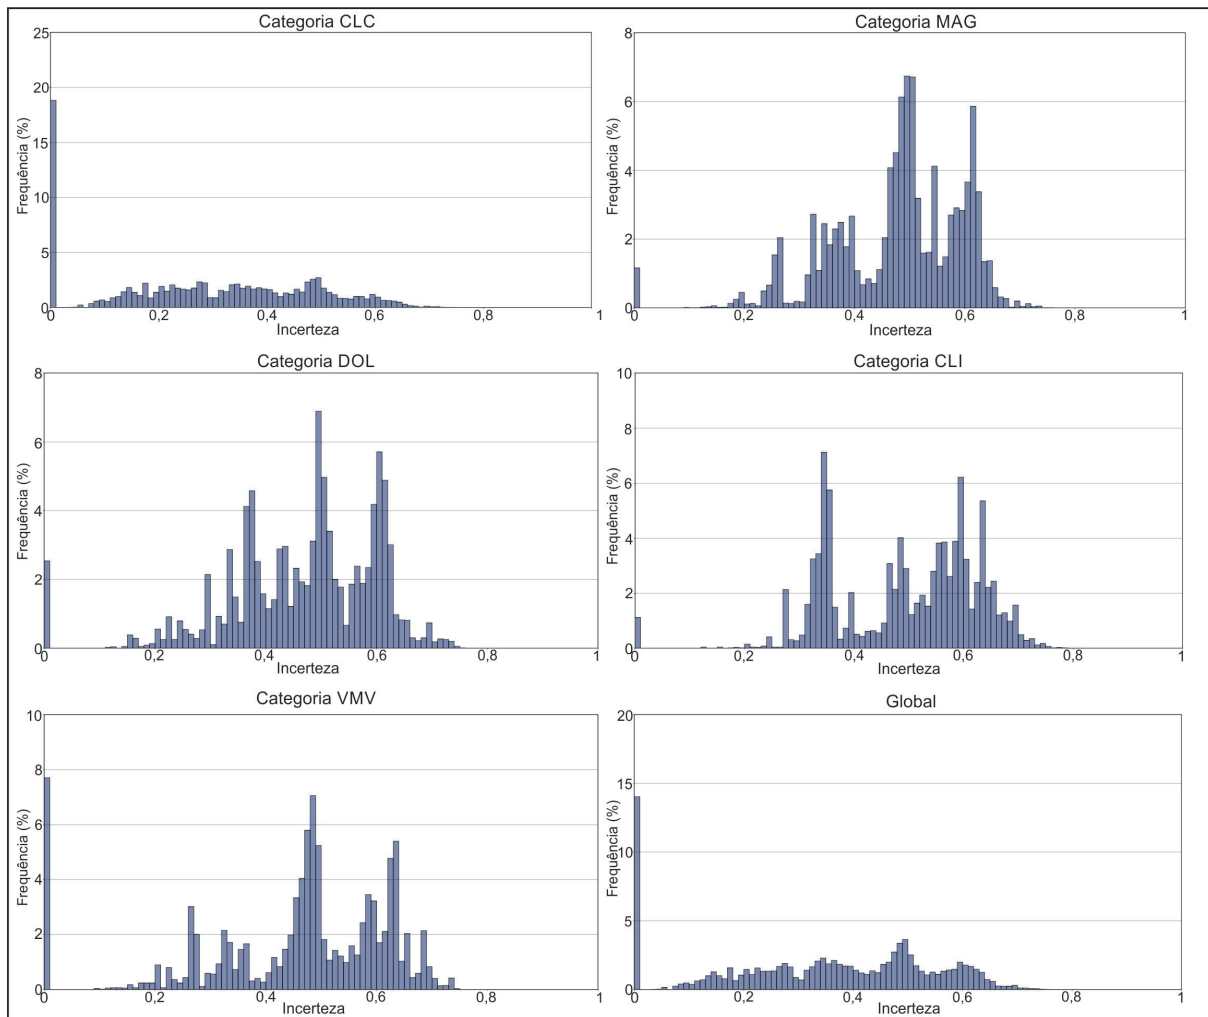 Categoria CLC
25
20
15
10
5
0
Frequência (%)
0 0,2 0,4 0,6 0,8 1
Incerteza
Categoria MAG
8
6
4
2
0
Frequência (%)
0 0,2 0,4 0,6 0,8 1
Incerteza
Categoria DOL
8
6
4
2
0
Frequência (%)
0 0,2 0,4 0,6 0,8 1
Incerteza
Categoria CLI
10
8
6
4
2
0
Frequência (%)
0 0,2 0,4 0,6 0,8 1
Incerteza
Categoria VMV
10
8
6
4
2
0
Frequência (%)
0 0,2 0,4 0,6 0,8 1
Incerteza
Global
20
15
10
5
0
Frequência (%)
0 0,2 0,4 0,6 0,8 1
Incerteza